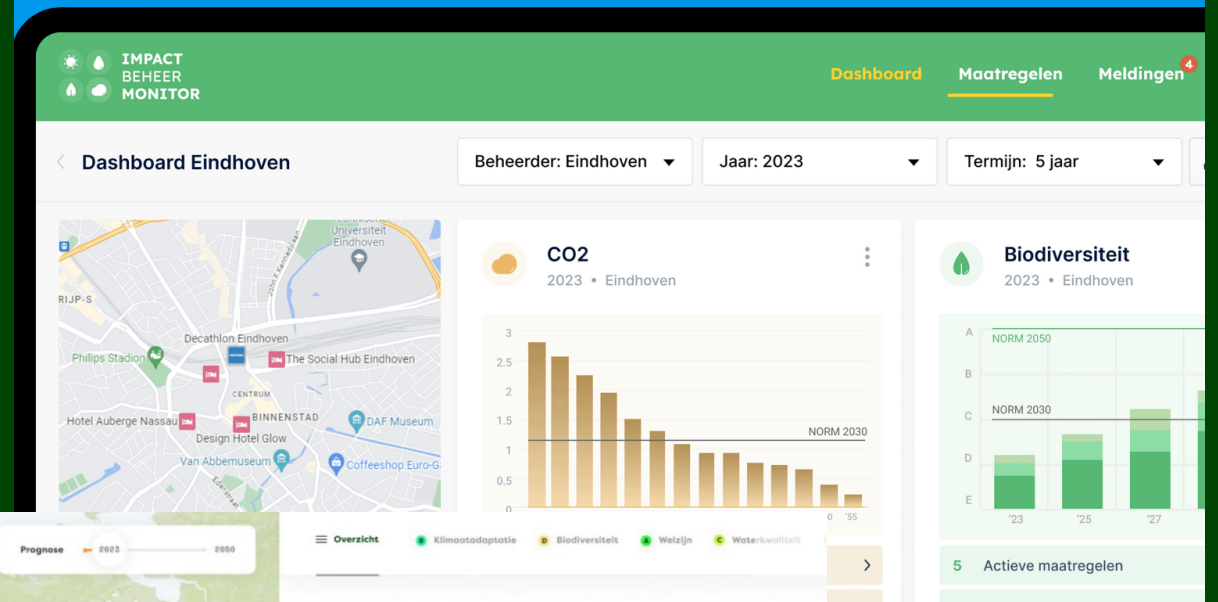 IMPACT
BEHEER
MONITOR
Dashboard Maatregelen Meldingen 4
Dashboard Eindhoven
Beheerder: Eindhoven
Jaar: 2023
Termijn: 5 jaar
Universiteit
Eindhoven
John F. Kennedylaan
RIJP-S
Decathlon Eindhoven
Philips Stadion
The Social Hub Eindhoven
CENTRUM
Hotel Auberge Nassau
BINNENSTAD
DAF Museum
Design Hotel Glow
Van Abbemuseum
Coffeeshop Euro-G
CO2
2023 • Eindhoven
3
2.5
2
1.5
1
0.5
0
NORM 2030
0 '55
Biodiversiteit
2023 • Eindhoven
A
B
C
D
E
NORM 2050
NORM 2030
'23 '25 '27
5 Actieve maatregelen
Prognose 2023 2050
Overzicht
B Klimaatadaptatie
D Biodiversiteit
A Welzijn
C Waterkwaliteit